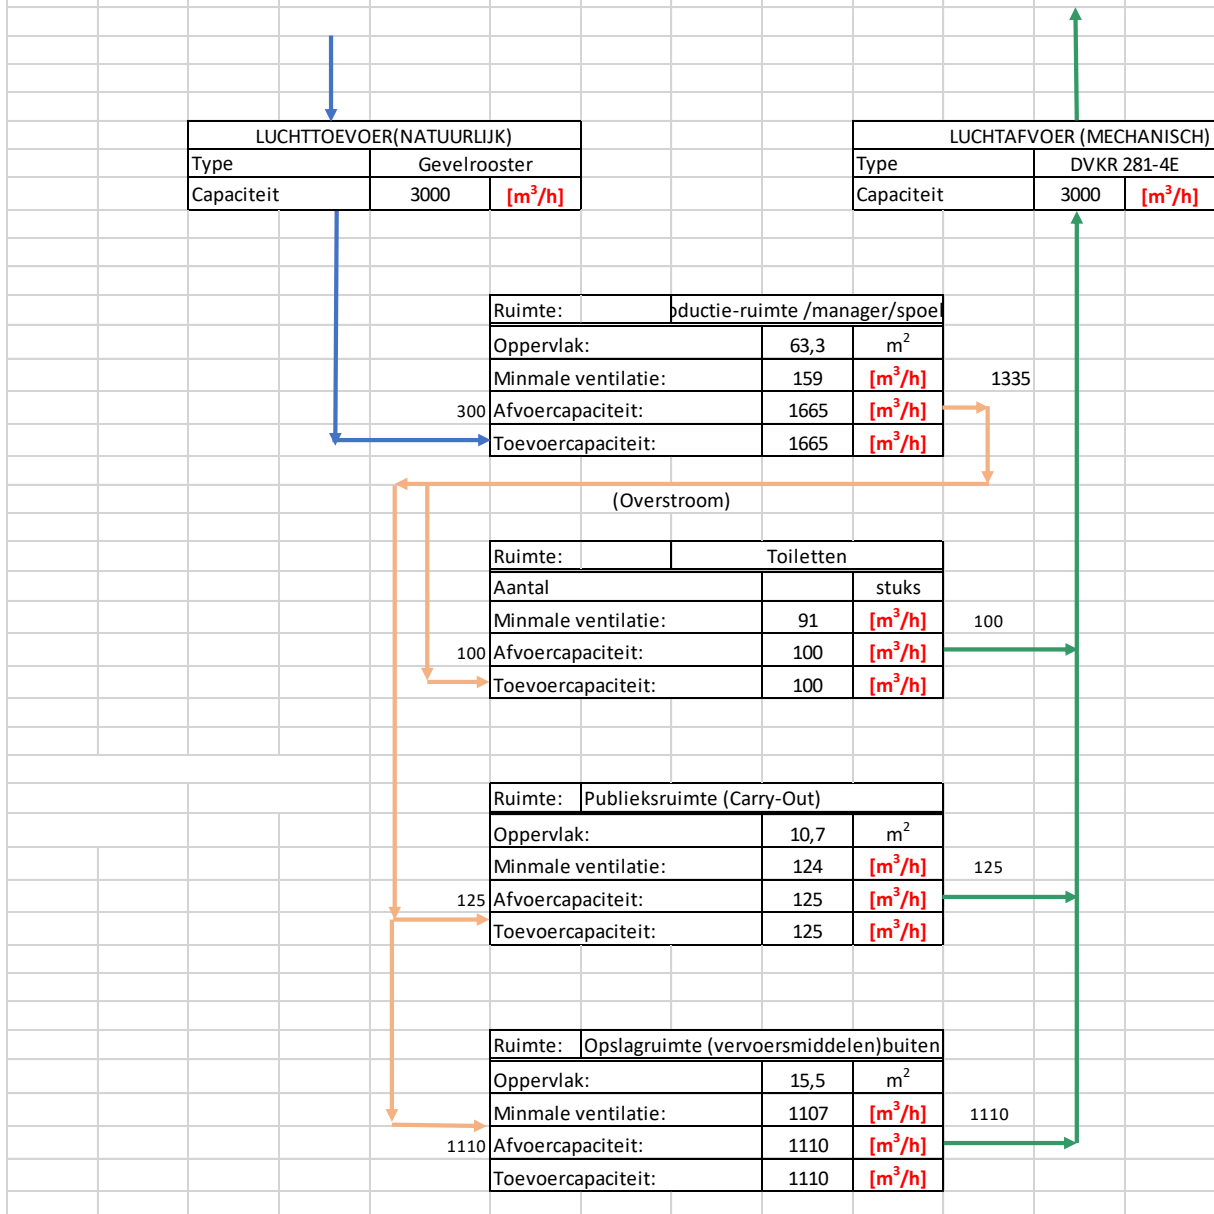 LUCHTTOEVOER(NATUURLIJK)
Type Gevelrooster
Capaciteit 3000 [m³/h]
LUCHTAFVOER (MECHANISCH)
Type DVKR 281-4E
Capaciteit 3000 [m³/h]
Ruimte: oductie-ruimte /manager/spoel
Oppervlak: 63,3 m²
Minmale ventilatie: 159 [m³/h] 1335
300 Afvoercapaciteit: 1665 [m³/h]
Toevoercapaciteit: 1665 [m³/h]
(Overstroom)
Ruimte: Toiletten
Aantal stuks
Minmale ventilatie: 91 [m³/h] 100
100 Afvoercapaciteit: 100 [m³/h]
Toevoercapaciteit: 100 [m³/h]
Ruimte: Publieksruimte (Carry-Out)
Oppervlak: 10,7 m²
Minmale ventilatie: 124 [m³/h] 125
125 Afvoercapaciteit: 125 [m³/h]
Toevoercapaciteit: 125 [m³/h]
Ruimte: Opslagruimte (vervoersmiddelen)buiten
Oppervlak: 15,5 m²
Minmale ventilatie: 1107 [m³/h] 1110
1110 Afvoercapaciteit: 1110 [m³/h]
Toevoercapaciteit: 1110 [m³/h]